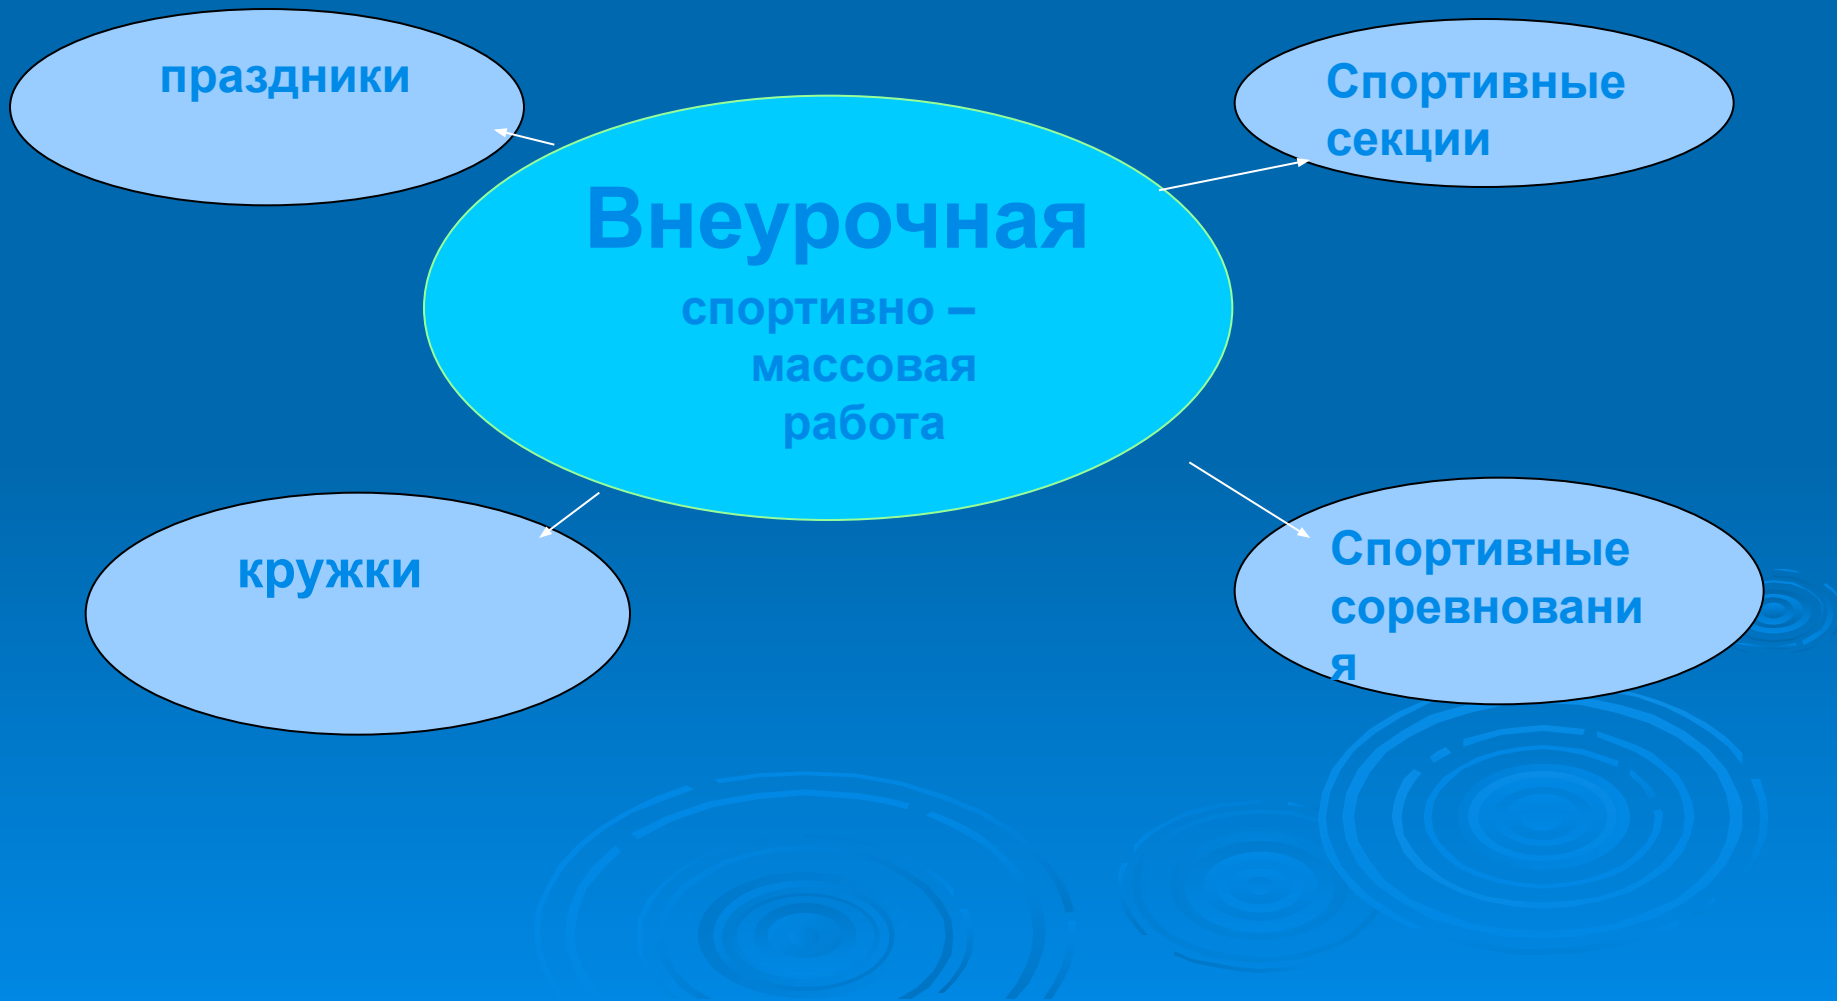 праздники
Спортивные
секции
Внеурочная
спортивно –
массовая
работа
кружки
Спортивные
соревновани
я